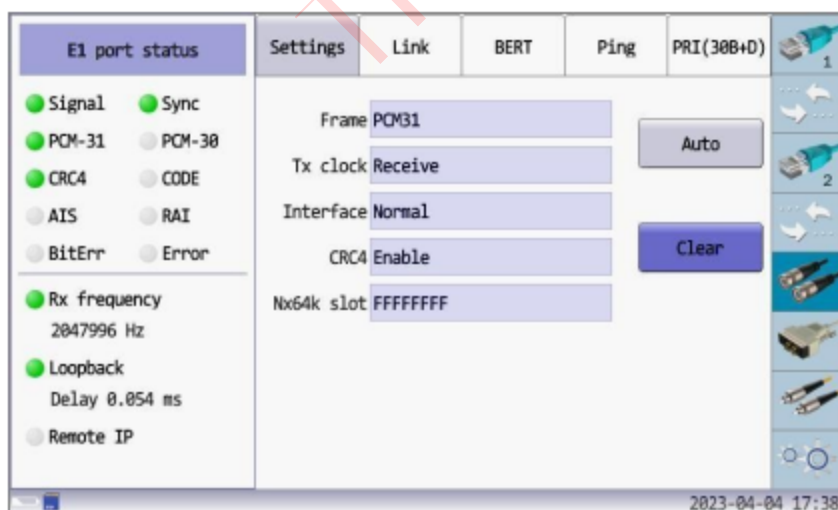 E1 port status
Settings
Link
BERT
Ping
PRI(30B+D)
1
Signal
Sync
PCM-31
PCM-30
CRC4
CODE
AIS
RAI
BitErr
Error
Rx frequency
2047996 Hz
Loopback
Delay 0.054 ms
Remote IP
Frame PCM31
Tx clock Receive
Interface Normal
CRC4 Enable
Nx64k slot FFFFFFFF
Auto
Clear
2
2023-04-04 17:38